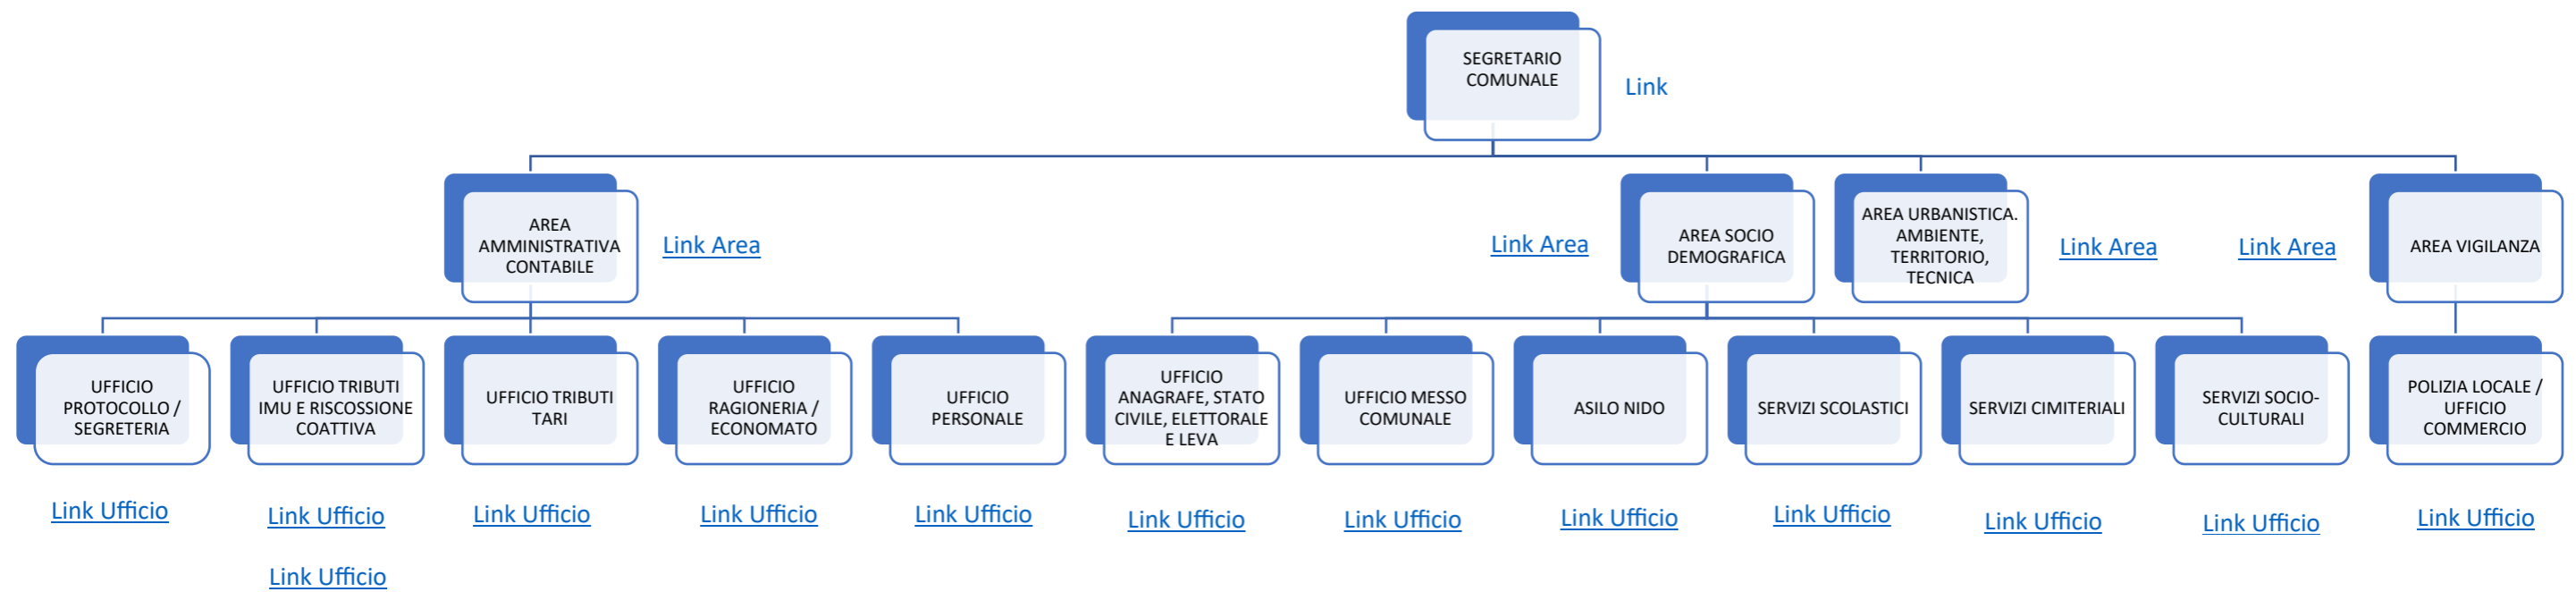 SEGRETARIO
COMUNALE
Link
AREA
AMMINISTRATIVA
CONTABILE
Link Area
Link Area
AREA SOCIO
DEMOGRAFICA
AREA URBANISTICA.
AMBIENTE,
TERRITORIO,
TECNICA
Link Area
Link Area
AREA VIGILANZA
UFFICIO
PROTOCOLLO /
SEGRETERIA
UFFICIO TRIBUTI
IMU E RISCOSSIONE
COATTIVA
UFFICIO TRIBUTI
TARI
UFFICIO
RAGIONERIA /
ECONOMATO
UFFICIO
PERSONALE
UFFICIO
ANAGRAFE, STATO
CIVILE, ELETTORALE
E LEVA
UFFICIO MESSO
COMUNALE
ASILO NIDO
SERVIZI SCOLASTICI
SERVIZI CIMITERIALI
SERVIZI SOCIO-
CULTURALI
POLIZIA LOCALE /
UFFICIO
COMMERCIO
Link Ufficio
Link Ufficio
Link Ufficio
Link Ufficio
Link Ufficio
Link Ufficio
Link Ufficio
Link Ufficio
Link Ufficio
Link Ufficio
Link Ufficio
Link Ufficio
Link Ufficio